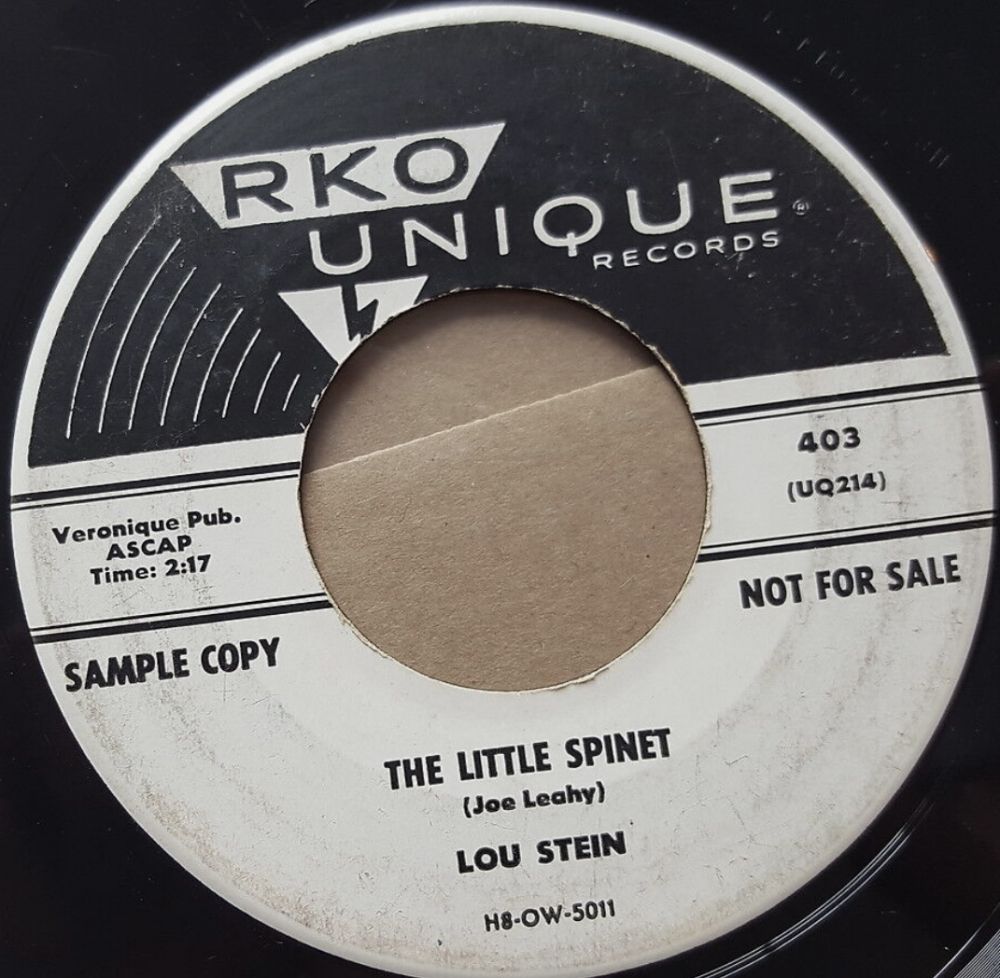 RKO
UNIQUE ®
RECORDS
403
(UQ214)
Veronique Pub.
ASCAP
Time: 2:17
NOT FOR SALE
SAMPLE COPY
THE LITTLE SPINET
(Joe Leahy)
LOU STEIN
H8-OW-5011